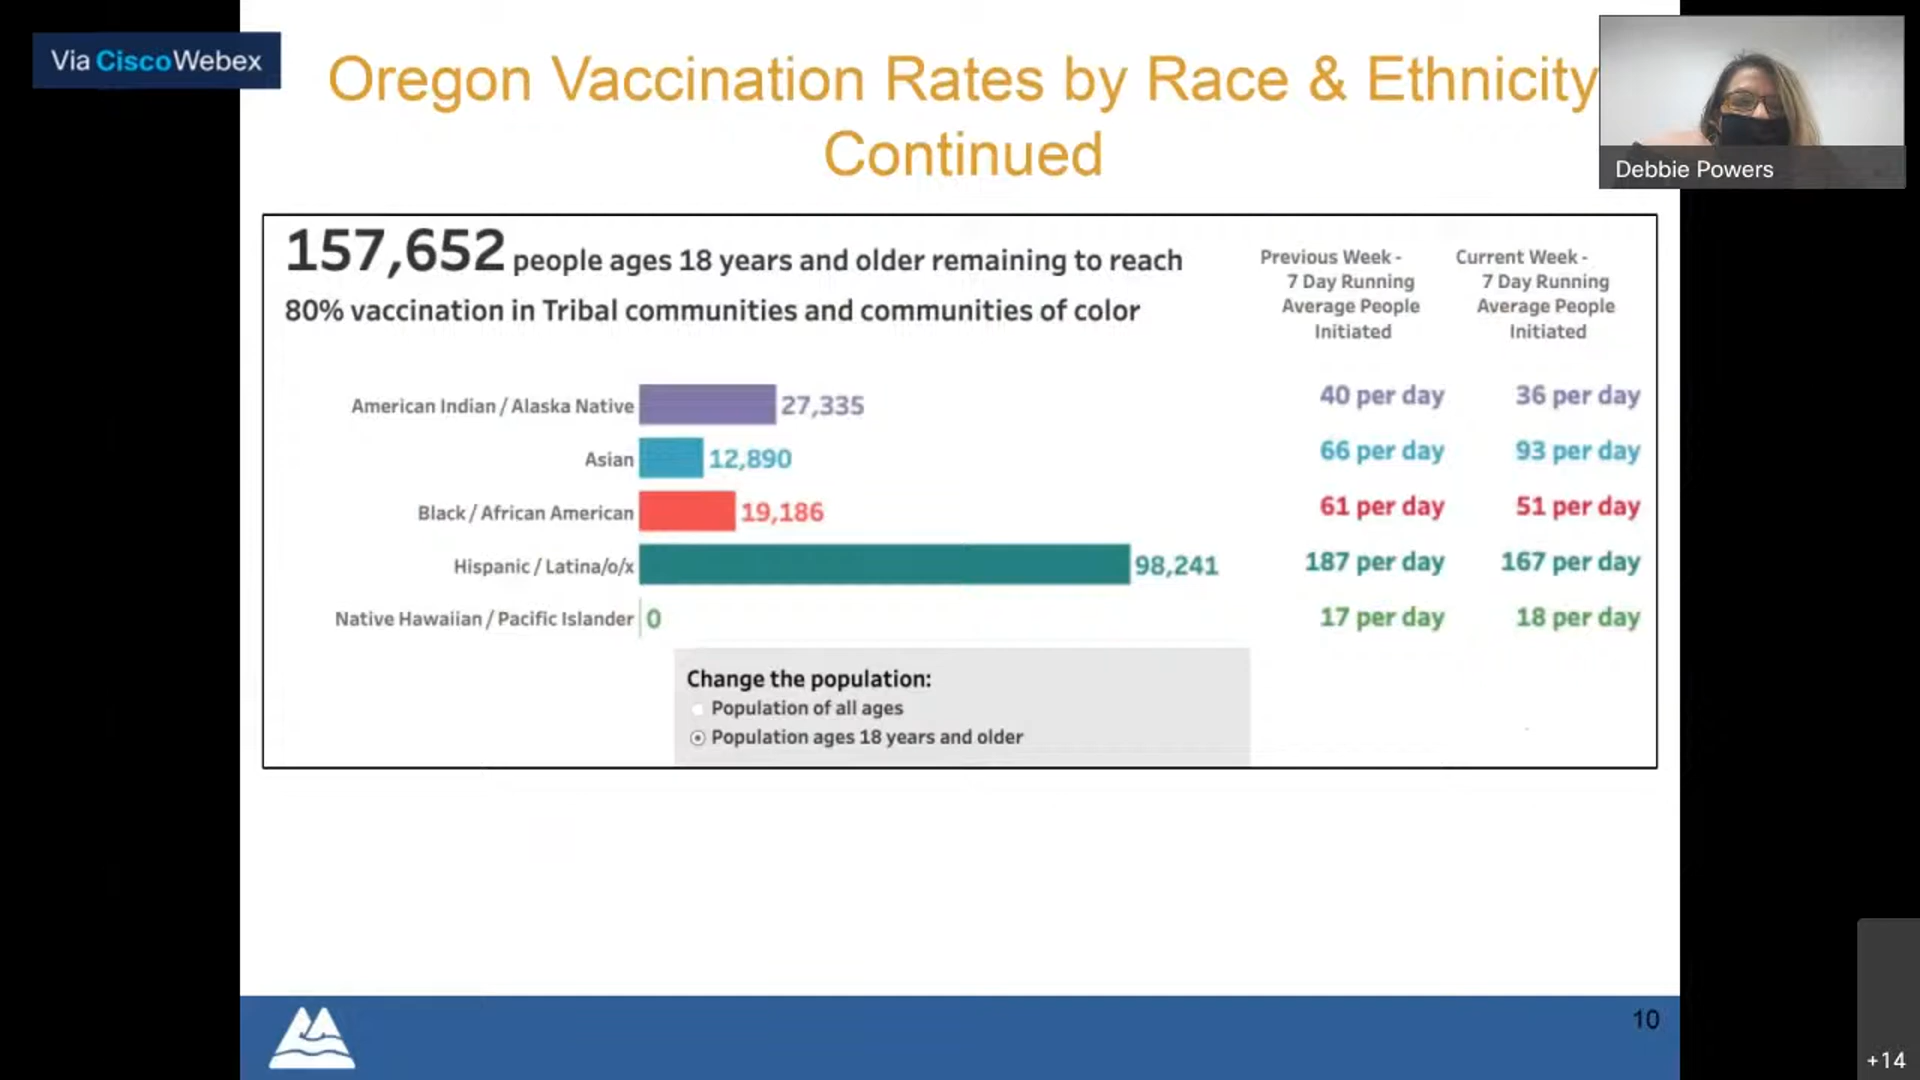 Via CiscoWebex
Oregon Vaccination Rates by Race & Ethnicity
Continued
Debbie Powers
157,652 people ages 18 years and older remaining to reach
80% vaccination in Tribal communities and communities of color
Previous Week -
7 Day Running
Average People
Initiated
Current Week -
7 Day Running
Average People
Initiated
American Indian / Alaska Native 27,335 40 per day 36 per day
Asian 12,890 66 per day 93 per day
Black / African American 19,186 61 per day 51 per day
Hispanic / Latina/o/x 98,241 187 per day 167 per day
Native Hawaiian / Pacific Islander 0 17 per day 18 per day
Change the population:
Population of all ages
Population ages 18 years and older
10
+14